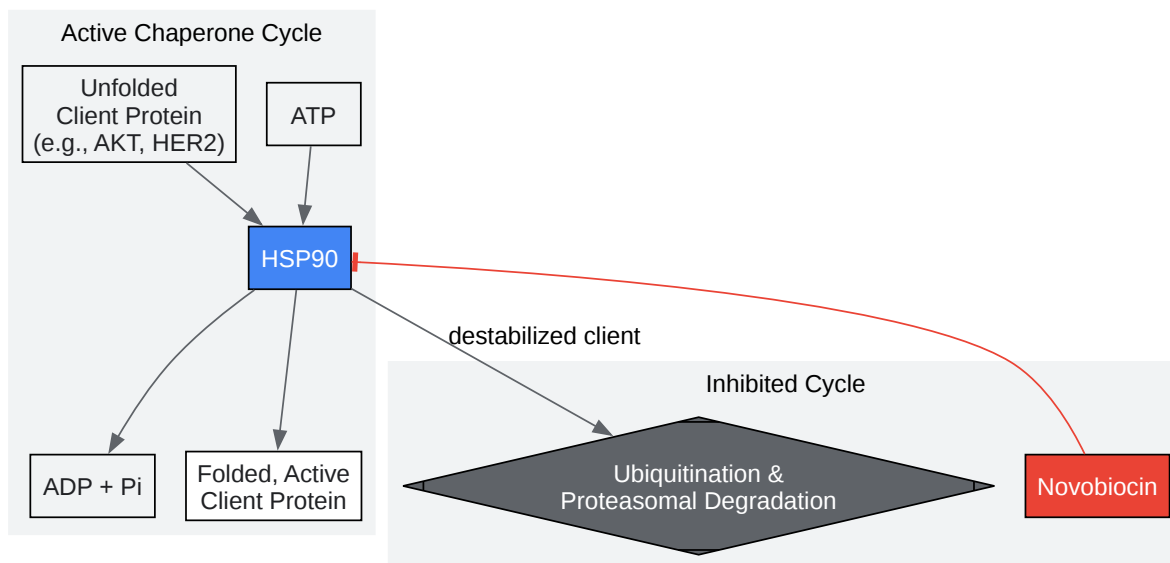 Active Chaperone Cycle
Unfolded
Client Protein
(e.g., AKT, HER2)
ATP
HSP90
destabilized client
Inhibited Cycle
ADP + Pi
Folded, Active
Client Protein
Ubiquitination &
Proteasomal Degradation
Novobiocin